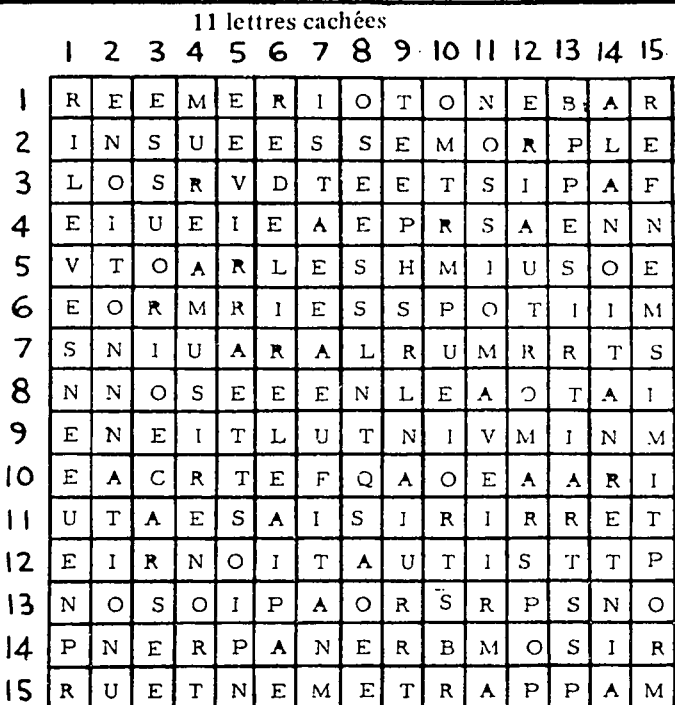 11 lettres cachées
1 2 3 4 5 6 7 8 9 10 11 12 13 14 15
1 R E E M E R I O T O N E B A R
2 I N S U E E S S E M O R P L E
3 L O S R V D T E E T S I P A F
4 E I U E I E A E P R S A E N N
5 V T O A R L E S H M I U S O E
6 E O R M R I E S S P O T I I M
7 S N I U A R A L R U M R R T S
8 N N O S E E E N L E A O T A I
9 E N E I T L U T N I V M I N M
10 E A C R T E F Q A O E A A R I
11 U T A E S A I S I R I R R E T
12 E I R N O I T A U T I S T T P
13 N O S O I P A O R S R P S N O
14 P N E R P A N E R B M O S I R
15 R U E T N E M E T R A P P A M